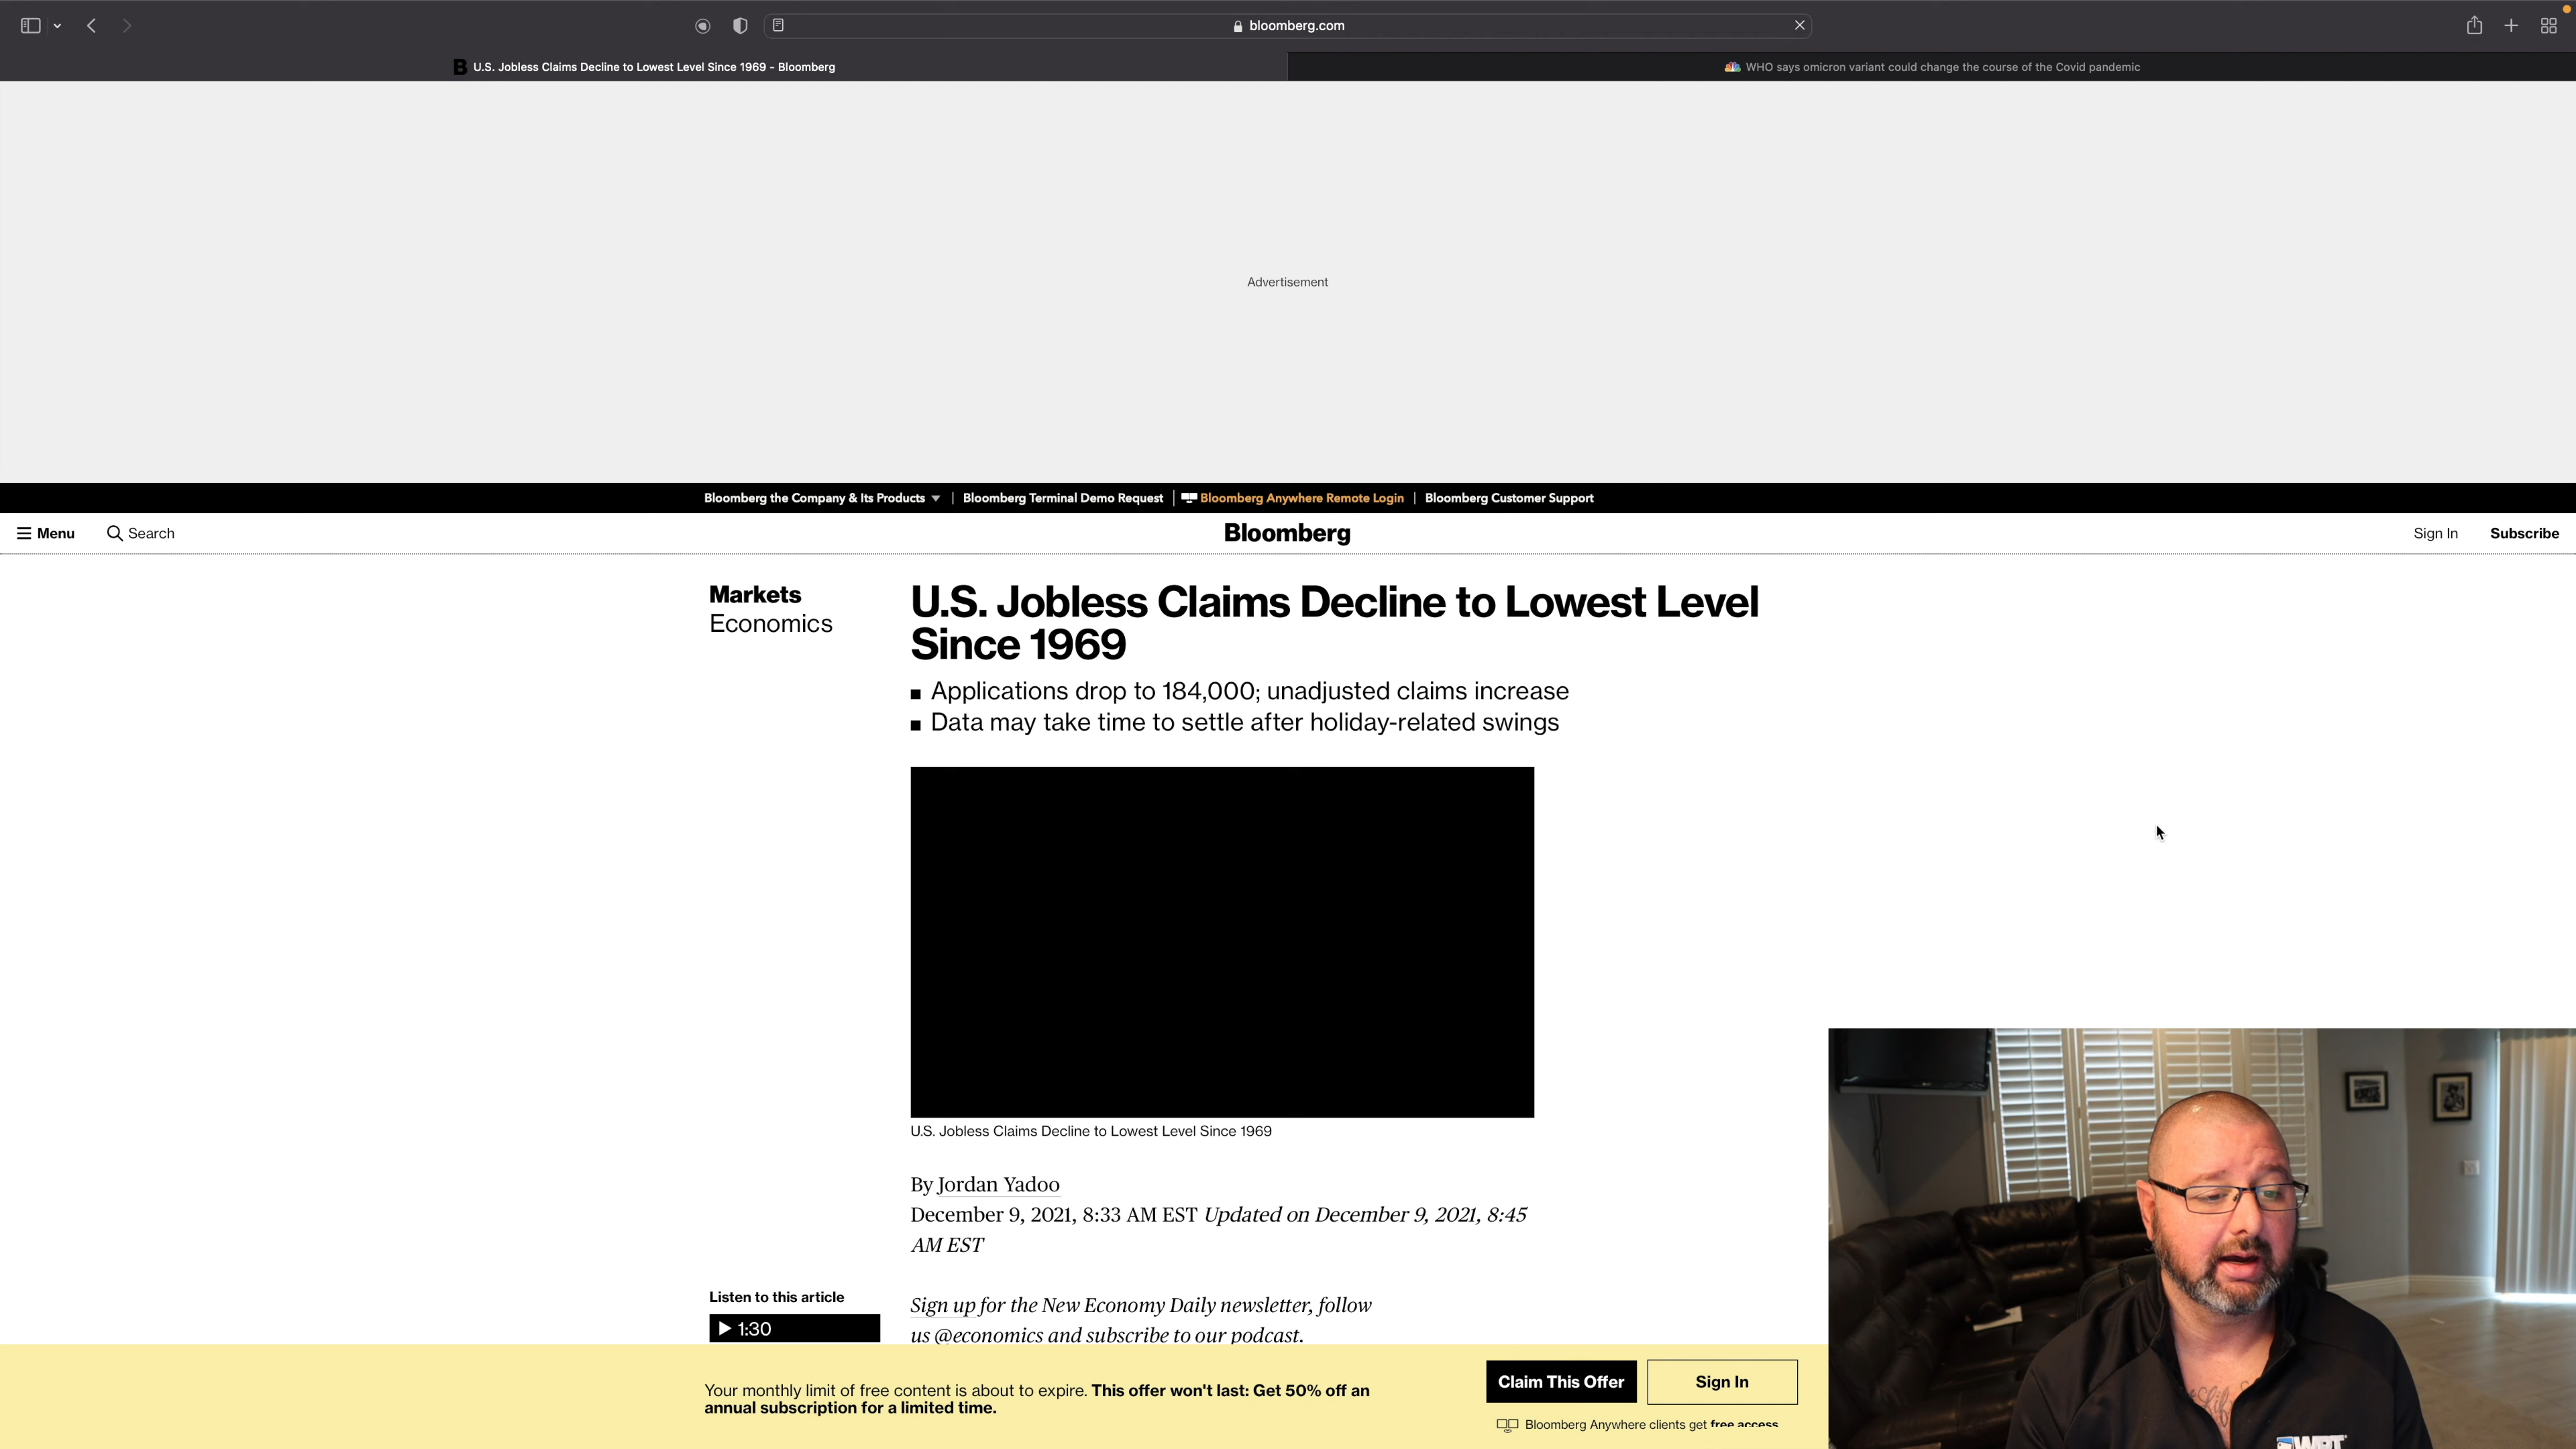 bloomberg.com
U.S. Jobless Claims Decline to Lowest Level Since 1969 - Bloomberg
WHO says omicron variant could change the course of the Covid pandemic
Advertisement
Bloomberg the Company & Its Products
Bloomberg Terminal Demo Request
Bloomberg Anywhere Remote Login
Bloomberg Customer Support
Menu
Search
Bloomberg
Sign In
Subscribe
Markets
Economics
U.S. Jobless Claims Decline to Lowest Level
Since 1969
Applications drop to 184,000; unadjusted claims increase
Data may take time to settle after holiday-related swings
U.S. Jobless Claims Decline to Lowest Level Since 1969
By Jordan Yadoo
December 9, 2021, 8:33 AM EST Updated on December 9, 2021, 8:45
AM EST
Listen to this article
1:30
Sign up for the New Economy Daily newsletter, follow
us @economics and subscribe to our podcast.
Your monthly limit of free content is about to expire. This offer won't last: Get 50% off an
annual subscription for a limited time.
Claim This Offer
Sign In
Bloomberg Anywhere clients get free access